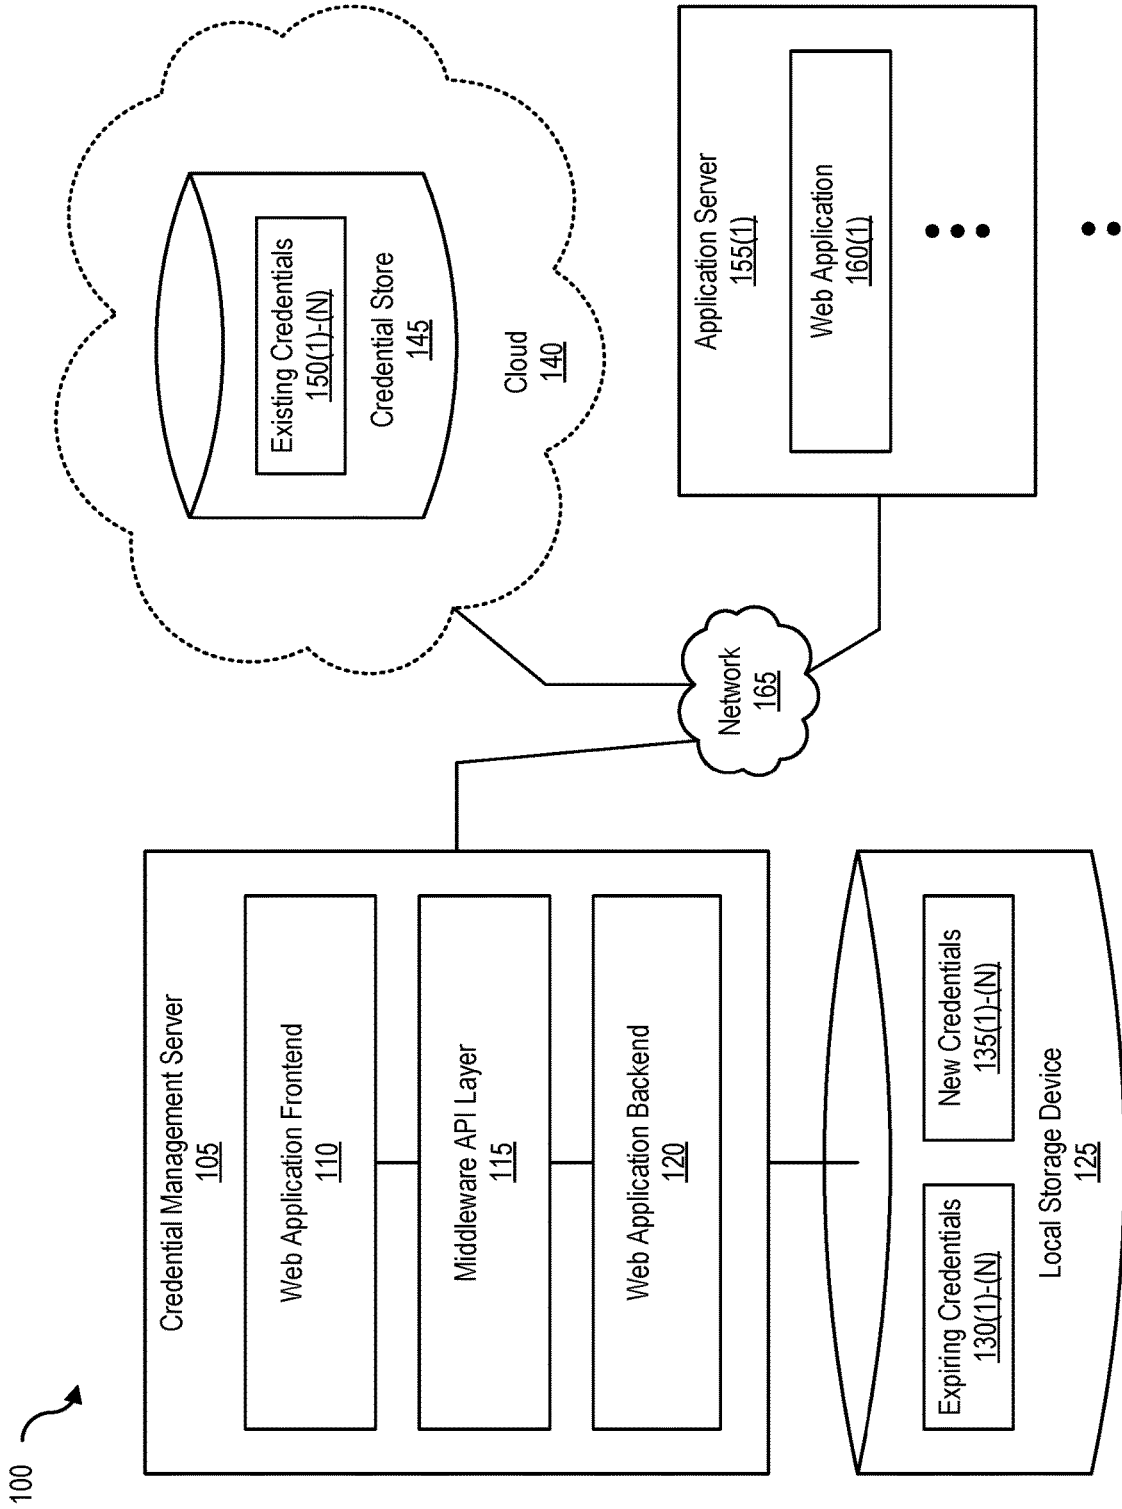 100
Credential Management Server
105
Web Application Frontend
110
Middleware API Layer
115
Web Application Backend
120
Expiring Credentials
130(1)-(N)
New Credentials
135(1)-(N)
Local Storage Device
125
Network
165
Existing Credentials
150(1)-(N)
Credential Store
145
Cloud
140
Application Server
155(1)
Web Application
160(1)